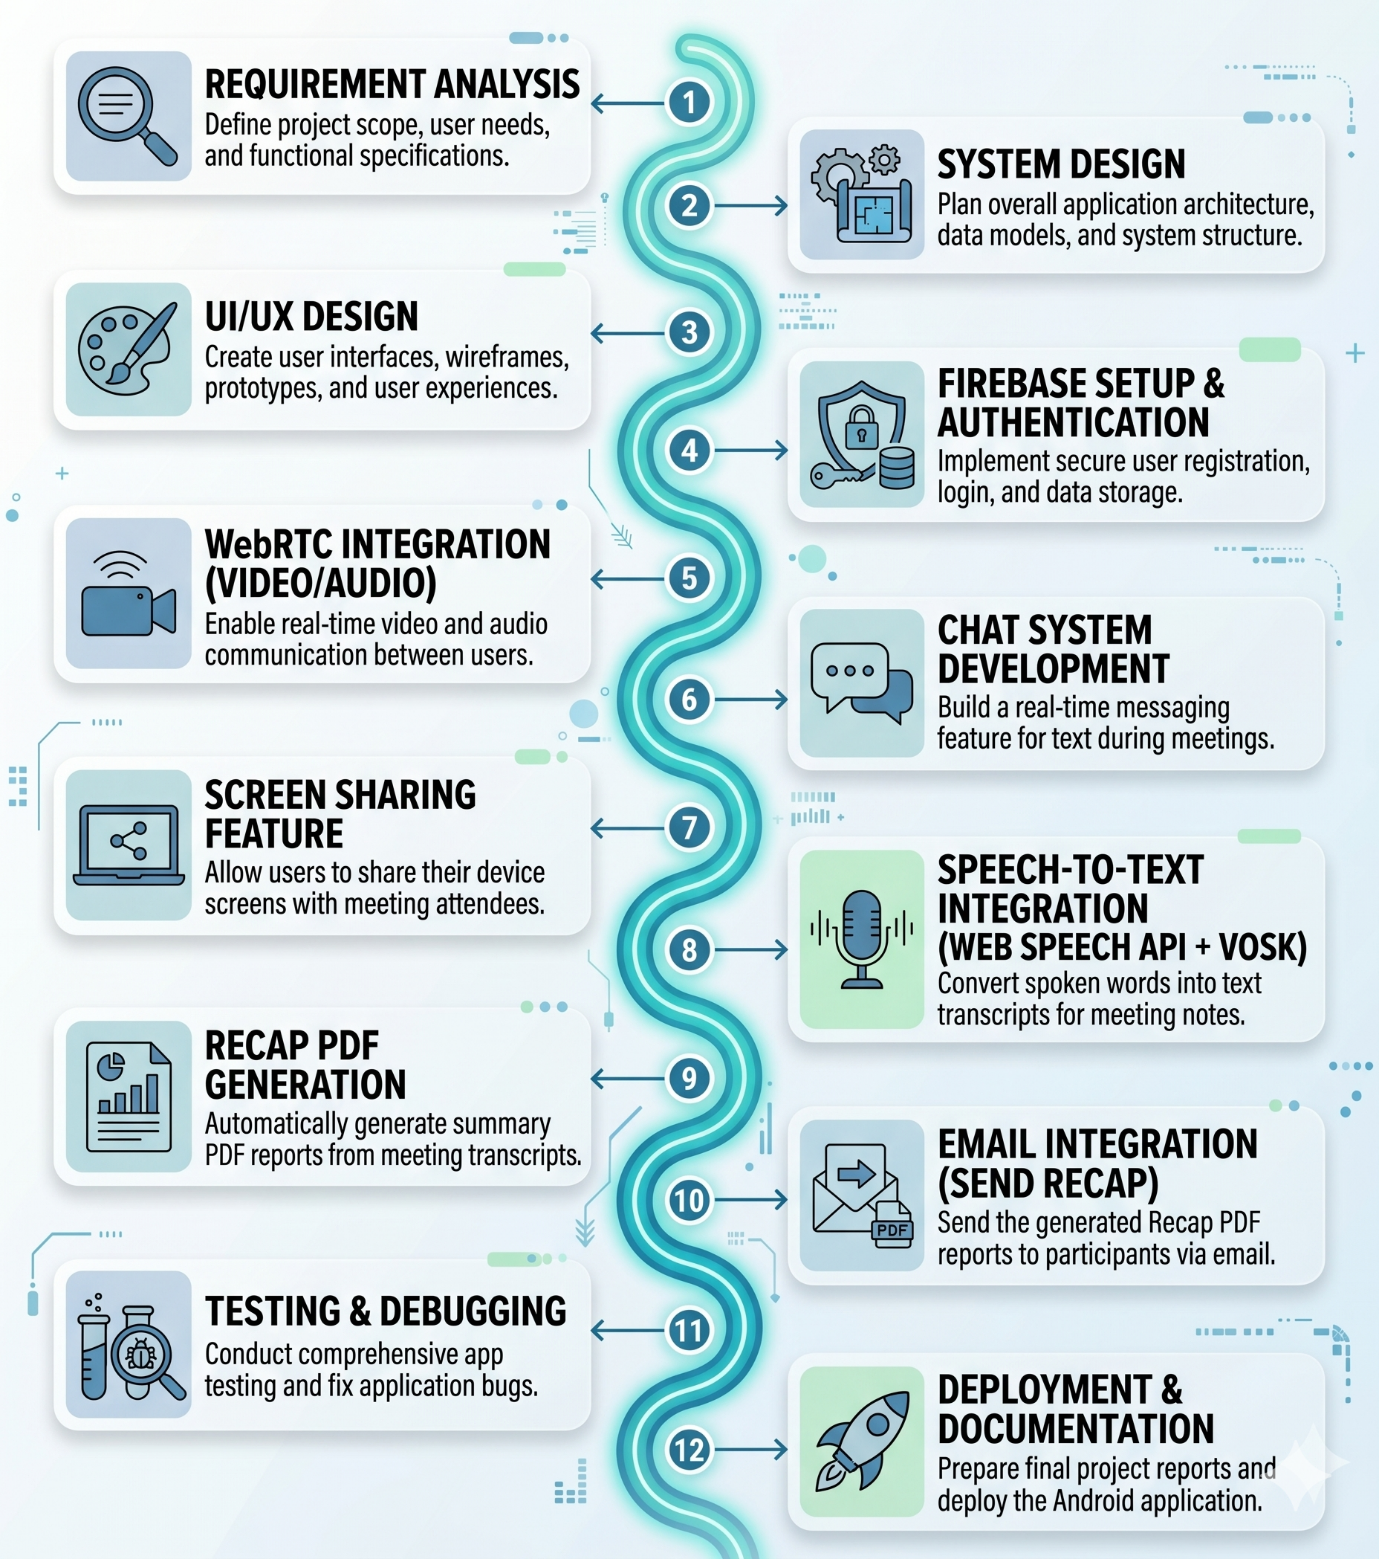 1
REQUIREMENT ANALYSIS
Define project scope, user needs,
and functional specifications.
2
SYSTEM DESIGN
Plan overall application architecture,
data models, and system structure.
3
UI/UX DESIGN
Create user interfaces, wireframes,
prototypes, and user experiences.
4
FIREBASE SETUP &
AUTHENTICATION
Implement secure user registration,
login, and data storage.
5
WebRTC INTEGRATION
(VIDEO/AUDIO)
Enable real-time video and audio
communication between users.
6
CHAT SYSTEM
DEVELOPMENT
Build a real-time messaging
feature for text during meetings.
7
SCREEN SHARING
FEATURE
Allow users to share their device
screens with meeting attendees.
8
SPEECH-TO-TEXT
INTEGRATION
(WEB SPEECH API + VOSK)
Convert spoken words into text
transcripts for meeting notes.
9
RECAP PDF
GENERATION
Automatically generate summary
PDF reports from meeting transcripts.
10
EMAIL INTEGRATION
(SEND RECAP)
Send the generated Recap PDF
reports to participants via email.
PDF
11
TESTING & DEBUGGING
Conduct comprehensive app
testing and fix application bugs.
12
DEPLOYMENT &
DOCUMENTATION
Prepare final project reports and
deploy the Android application.